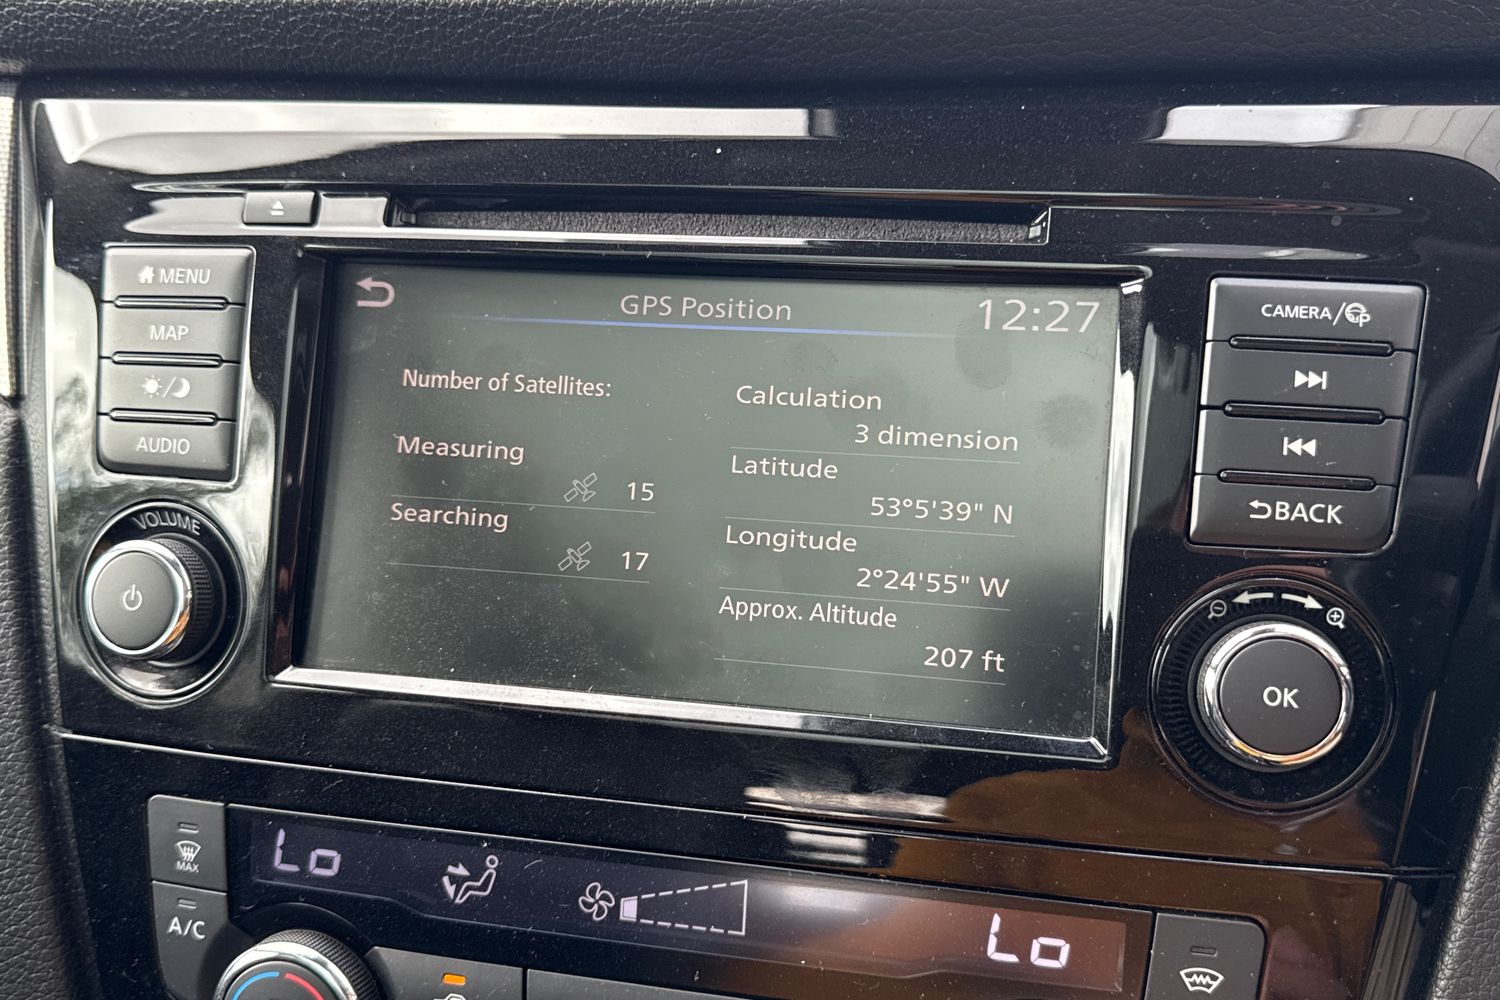 MENU
MAP
AUDIO
VOLUME
GPS Position
12:27
Number of Satellites:
Measuring
15
Searching
17
Calculation
3 dimension
Latitude
53°5'39" N
Longitude
2°24'55" W
Approx. Altitude
207 ft
CAMERA/P
BACK
OK
MAX
A/C
Lo
Lo